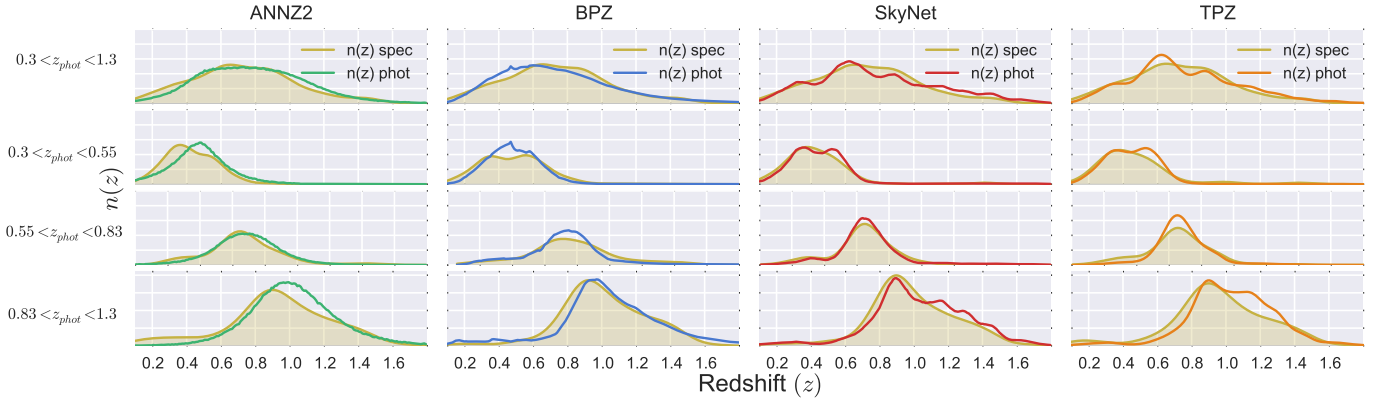 ANNZ2 BPZ SkyNet TPZ
0.3 < z_phot < 1.3
n(z) spec
n(z) phot
n(z) spec
n(z) phot
n(z) spec
n(z) phot
n(z) spec
n(z) phot
0.3 < z_phot < 0.55
n(z)
0.55 < z_phot < 0.83
0.83 < z_phot < 1.3
0.2 0.4 0.6 0.8 1.0 1.2 1.4 1.6
0.2 0.4 0.6 0.8 1.0 1.2 1.4 1.6
0.2 0.4 0.6 0.8 1.0 1.2 1.4 1.6
0.2 0.4 0.6 0.8 1.0 1.2 1.4 1.6
Redshift (z)